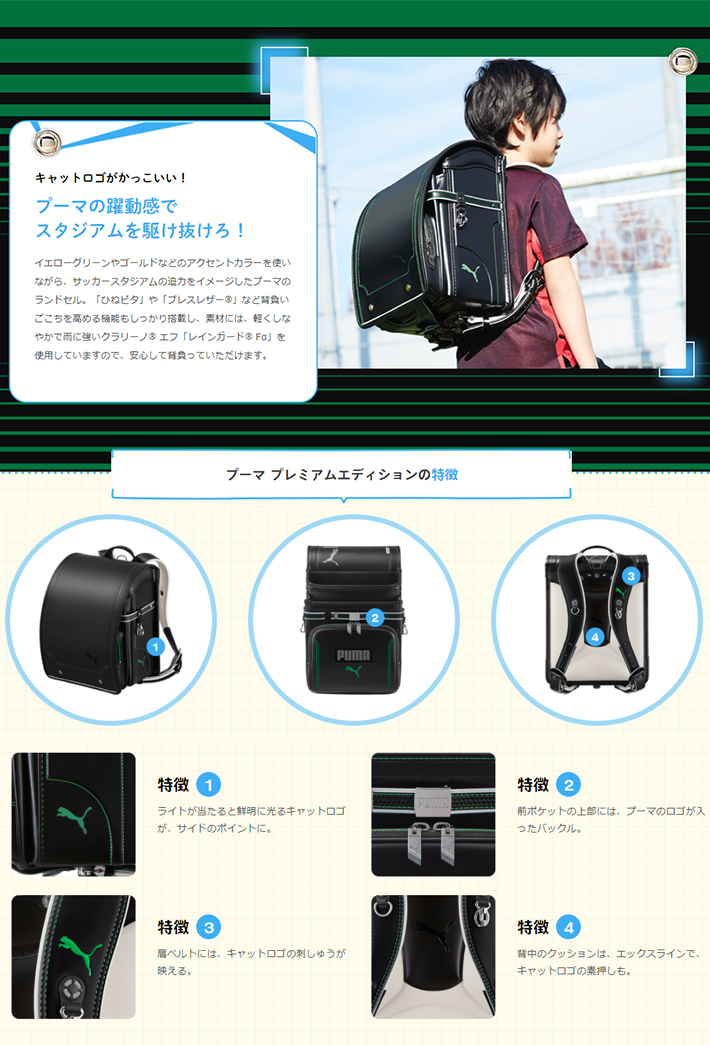 キャットロゴがかっこいい！
プーマの躍動感で
スタジアムを駆け抜けろ！
イエローグリーンやゴールドなどのアクセントカラーを使い
ながら、サッカースタジアムの迫力をイメージしたプーマの
ランドセル。「ひねピタ」や「ブレスレザー®」など背負い
ごこちを高める機能もしっかり搭載し、素材には、軽くしな
やかで雨に強いクラリーノ® エフ「レインガード® Fα」を
使用していますので、安心して背負っていただけます。
プーマ プレミアムエディションの特徴
1
2
PUMA
3
4
特徴 1
ライトが当たると鮮明に光るキャットロゴ
が、サイドのポイントに。
特徴 2
前ポケットの上部には、プーマのロゴが入
ったバックル。
特徴 3
肩ベルトには、キャットロゴの刺しゅうが
映える。
特徴 4
背中のクッションは、エックスラインで、
キャットロゴの素押しも。